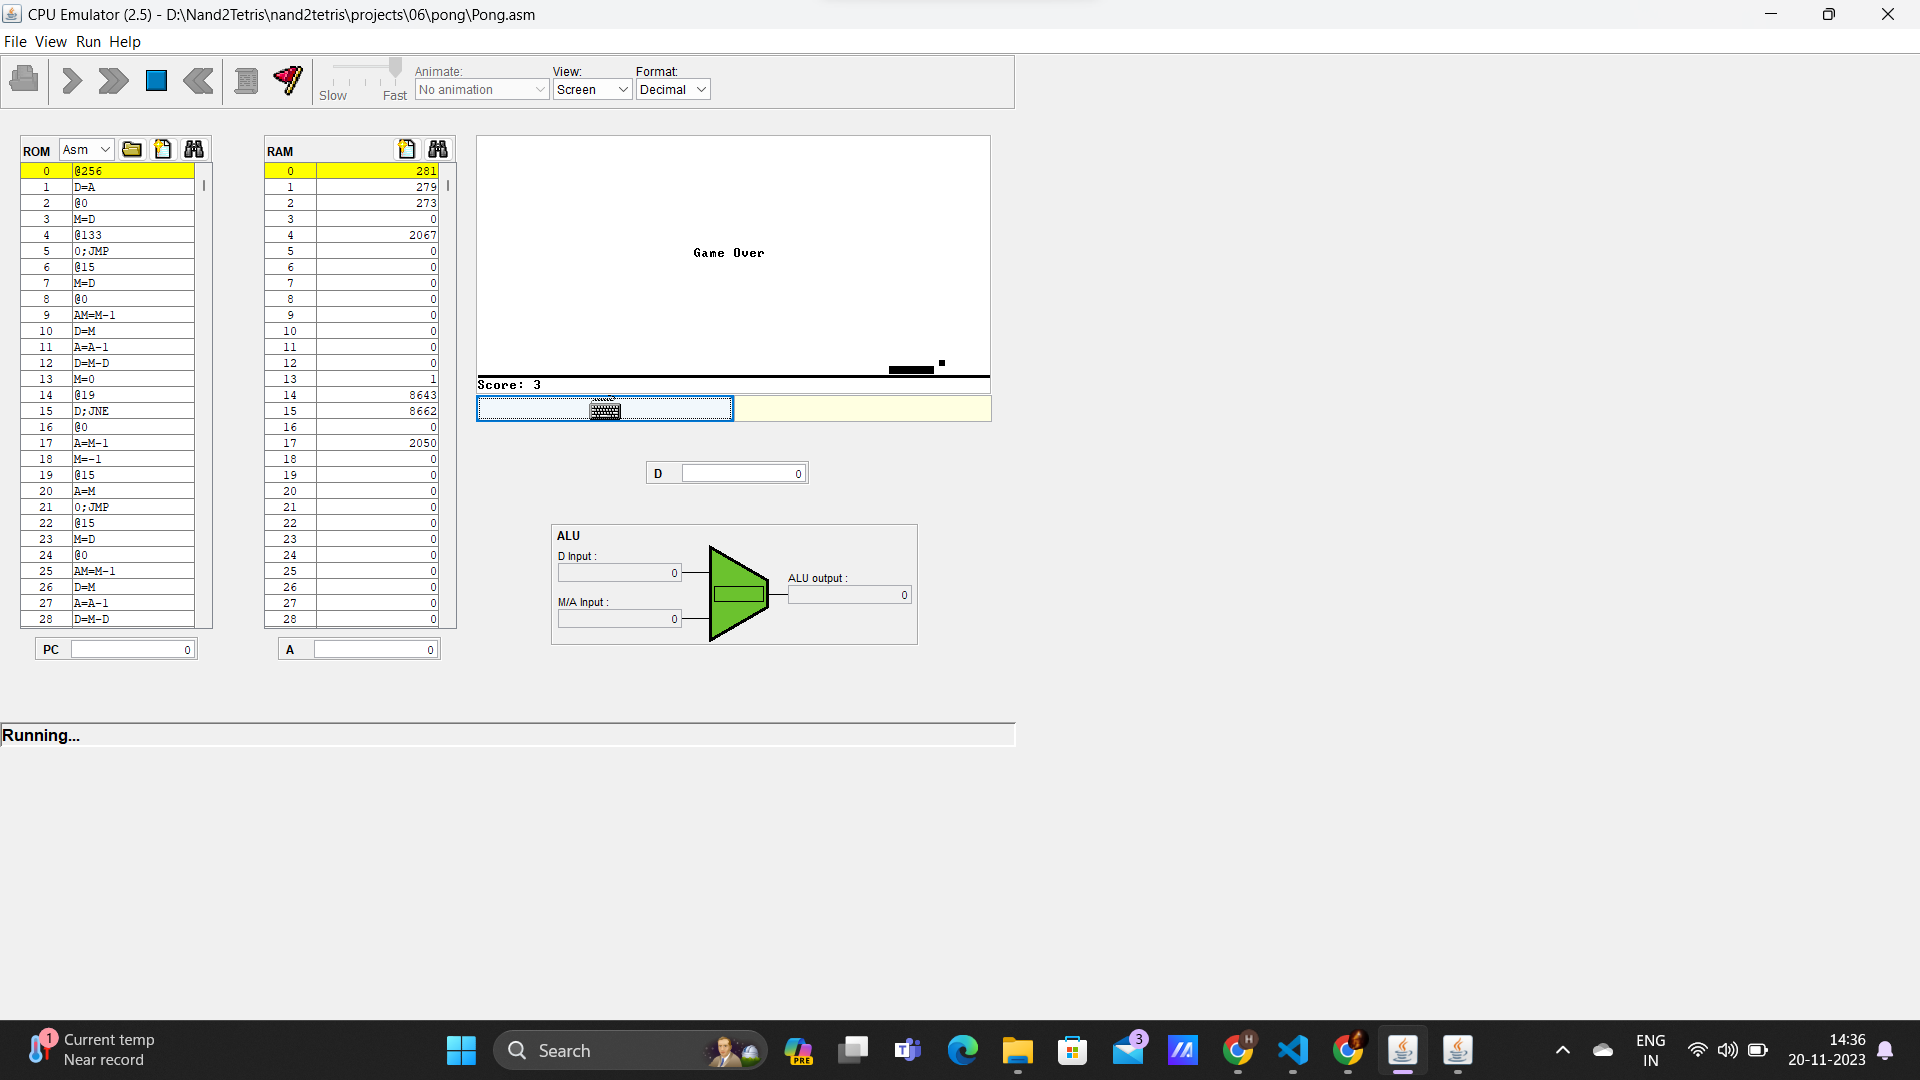 CPU Emulator (2.5) - D:\Nand2Tetris\nand2tetris\projects\06\pong\Pong.asm
File View Run Help
Slow Fast
Animate:
No animation
View:
Screen
Format:
Decimal
ROM Asm
0 @256
1 D=A
2 @0
3 M=D
4 @133
5 0;JMP
6 @15
7 M=D
8 @0
9 AM=M-1
10 D=M
11 A=A-1
12 D=M-D
13 M=0
14 @19
15 D;JNE
16 @0
17 A=M-1
18 M=-1
19 @15
20 A=M
21 0;JMP
22 @15
23 M=D
24 @0
25 AM=M-1
26 D=M
27 A=A-1
28 D=M-D
PC 0
RAM
0 281
1 279
2 273
3 0
4 2067
5 0
6 0
7 0
8 0
9 0
10 0
11 0
12 0
13 1
14 8643
15 8662
16 0
17 2050
18 0
19 0
20 0
21 0
22 0
23 0
24 0
25 0
26 0
27 0
28 0
A 0
Game Over
Score: 3
D 0
ALU
D Input :
0
M/A Input :
0
ALU output :
0
Running...
1
Current temp
Near record
Search
PRE
3
H
ENG
IN
14:36
20-11-2023